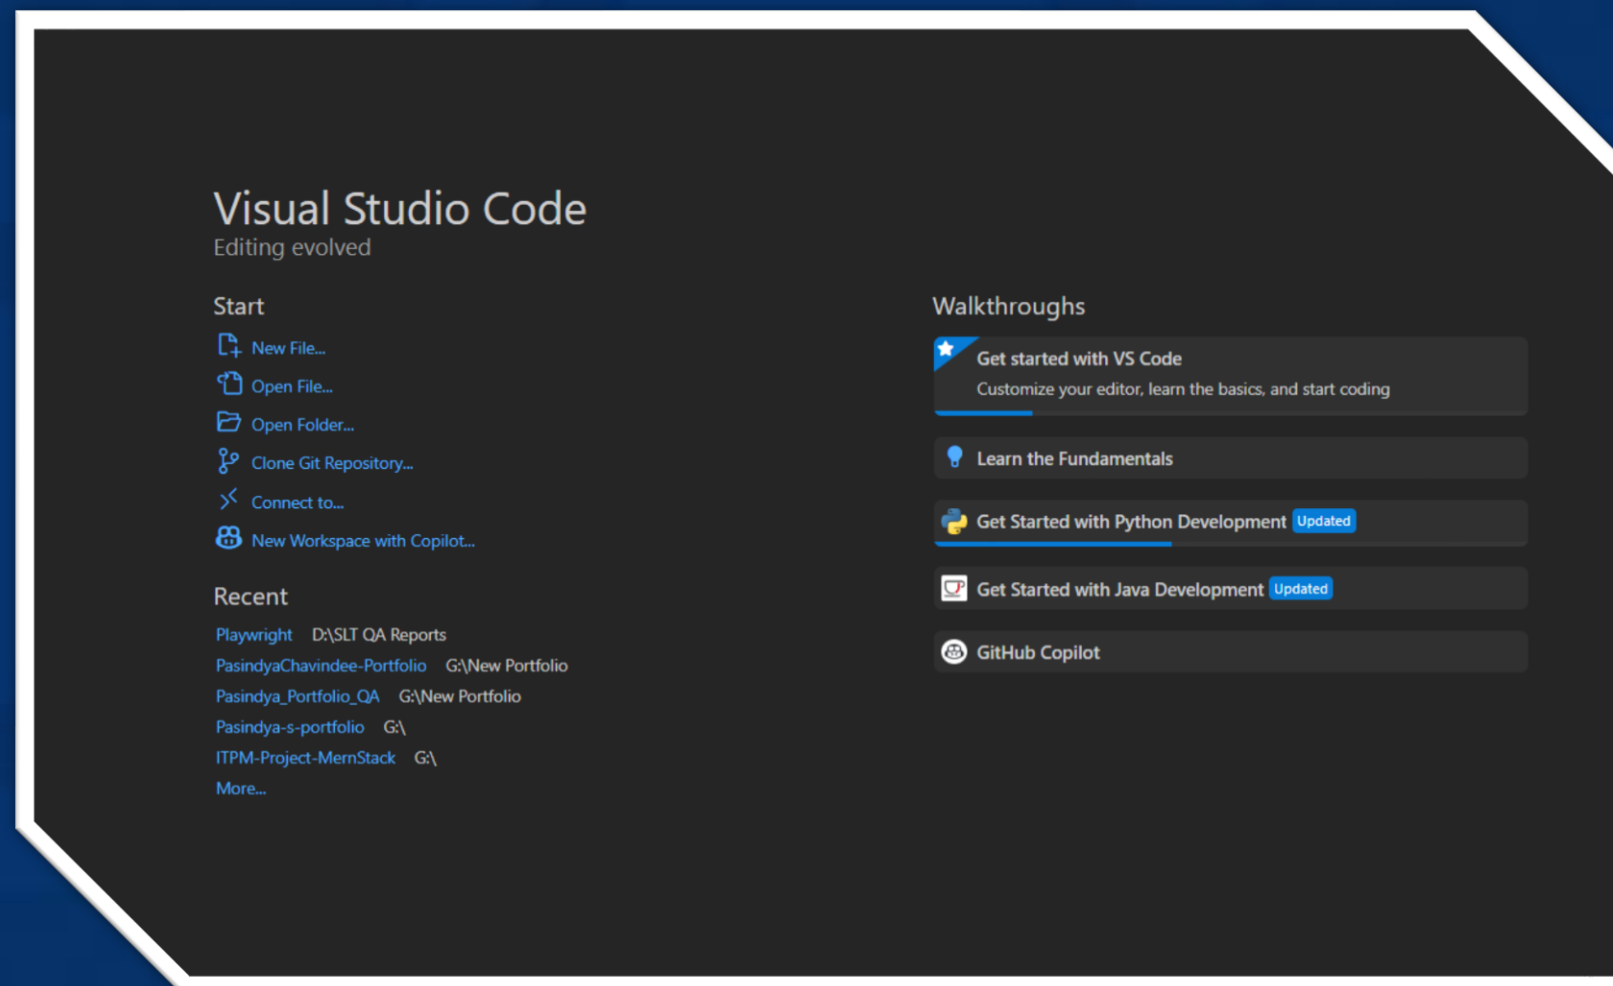 Visual Studio Code
Editing evolved
Start
New File...
Open File...
Open Folder...
Clone Git Repository...
Connect to...
New Workspace with Copilot...
Recent
Playwright D:\SLT QA Reports
PasindyaChavindee-Portfolio G:\New Portfolio
Pasindya_Portfolio_QA G:\New Portfolio
Pasindya-s-portfolio G:\
ITPM-Project-MernStack G:\
More...
Walkthroughs
Get started with VS Code
Customize your editor, learn the basics, and start coding
Learn the Fundamentals
Get Started with Python Development Updated
Get Started with Java Development Updated
GitHub Copilot